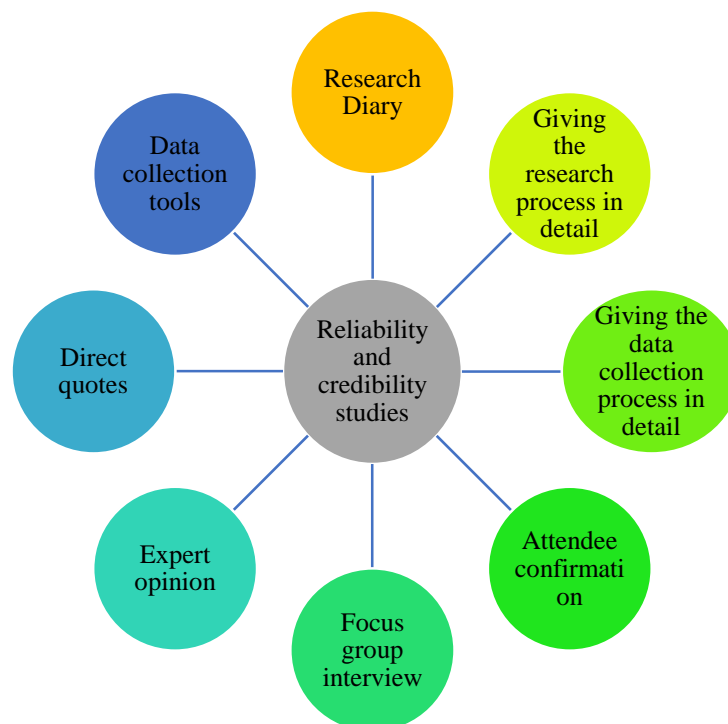 Research
Diary
Giving
the
research
process in
detail
Giving the
data
collection
process in
detail
Attendee
confirmati
on
Focus
group
interview
Expert
opinion
Direct
quotes
Data
collection
tools
Reliability
and
credibility
studies